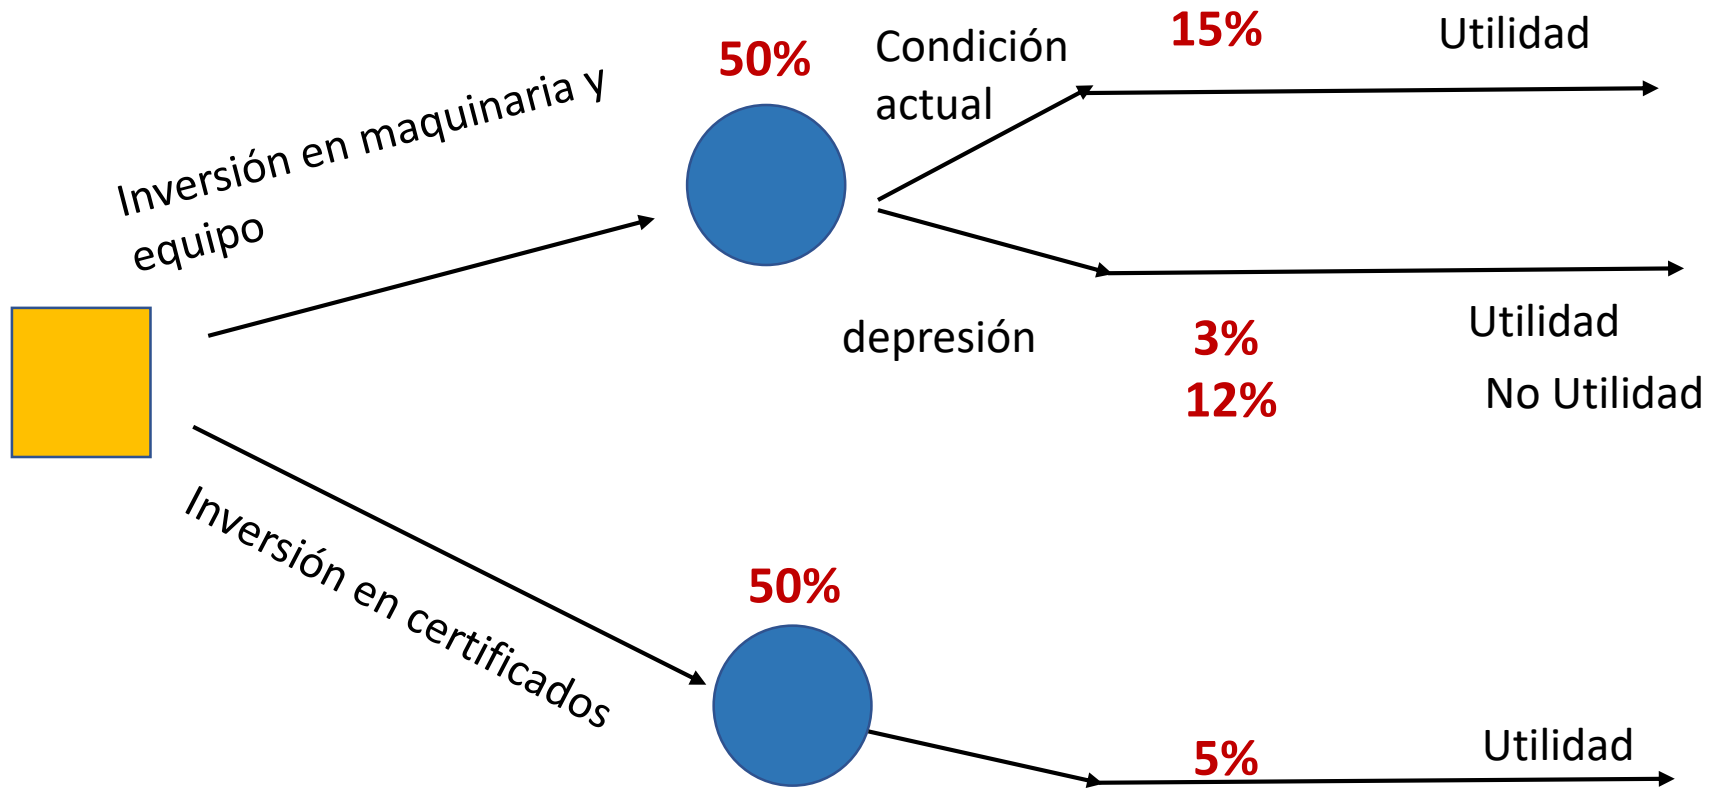 Inversión en maquinaria y
equipo
50%
Condición
actual
15%
Utilidad
depresión
3%
Utilidad
12%
No Utilidad
Inversión en certificados
50%
5%
Utilidad